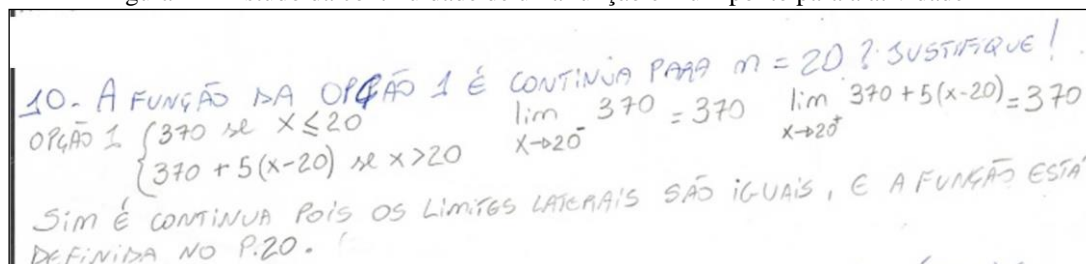 10- A FUNÇÃO DA OPÇÃO 1 É CONTINUA PARA m = 20? JUSTIFIQUE!
OPÇÃO 1 { 370 se x ≤ 20 lim x→20⁻ 370 = 370 lim x→20⁺ 370 + 5(x-20) = 370
370 + 5(x-20) se x > 20
SIM É CONTINUA POIS OS LIMITES LATERAIS SÃO IGUAIS, E A FUNÇÃO ESTÁ
DEFINIDA NO P.20.